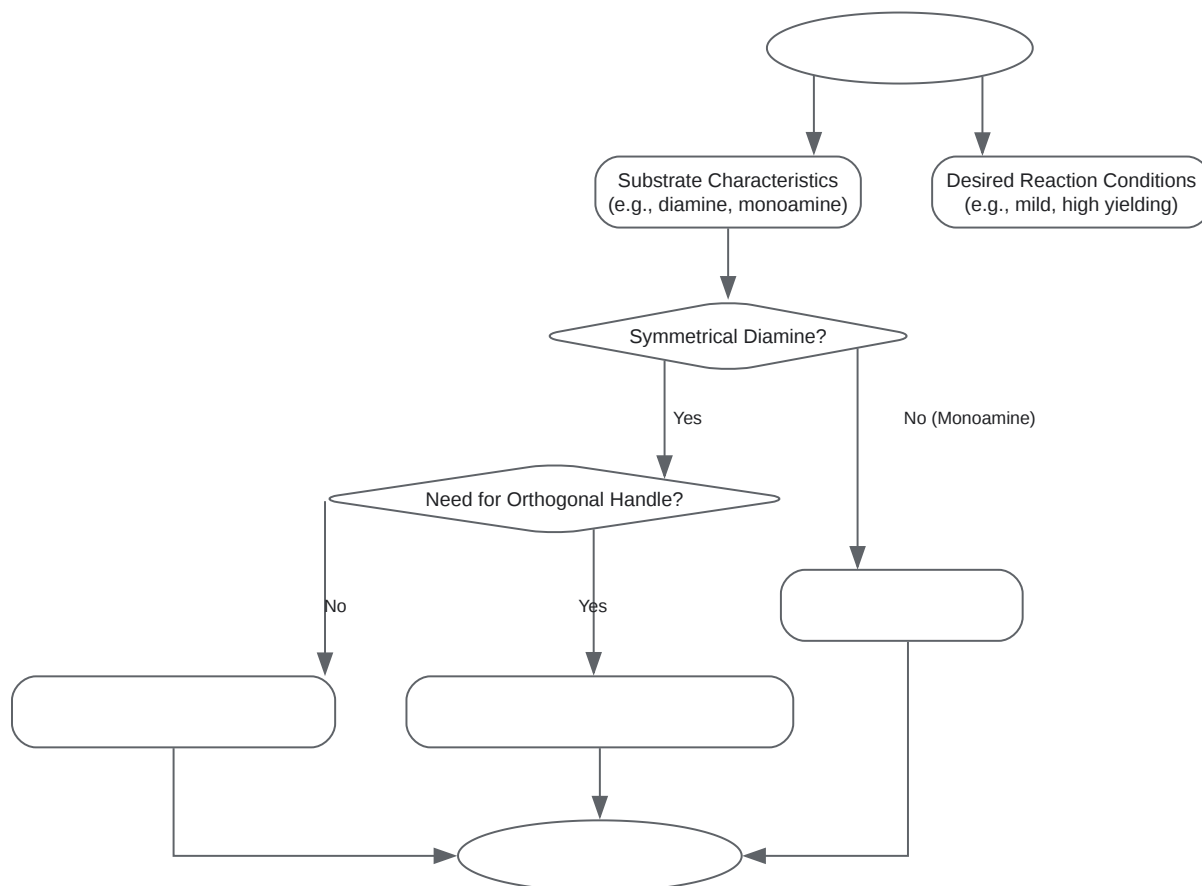 Substrate Characteristics
(e.g., diamine, monoamine)
Desired Reaction Conditions
(e.g., mild, high yielding)
Symmetrical Diamine?
Yes
No (Monoamine)
Need for Orthogonal Handle?
No
Yes